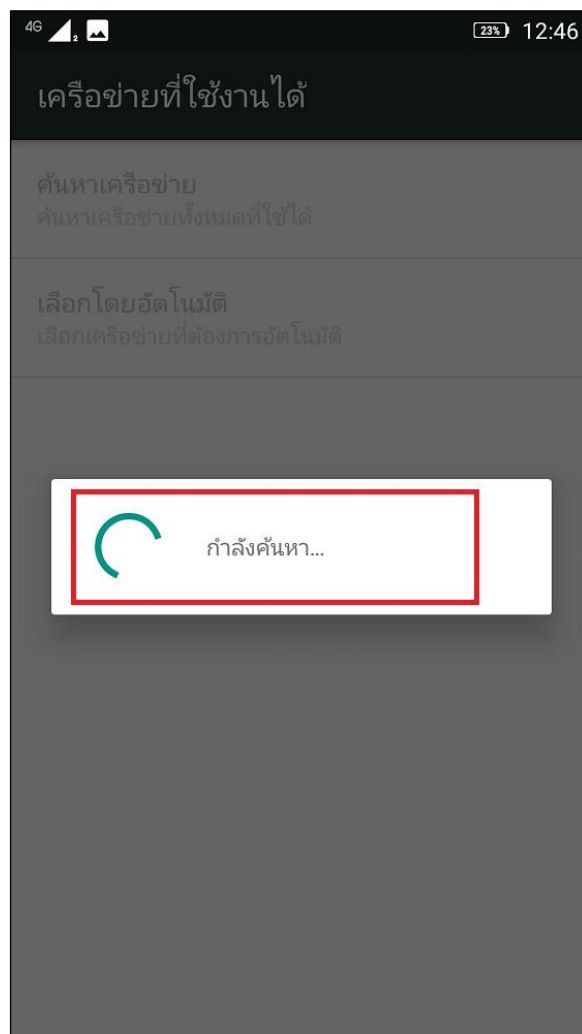 4G 2 23% 12:46
เครือข่ายที่ใช้งานได้
ค้นหาเครือข่าย
ค้นหาเครือข่ายทั้งหมดที่ใช้ได้
เลือกโดยอัตโนมัติ
เลือกเครือข่ายที่ต้องการอัตโนมัติ
กำลังค้นหา...